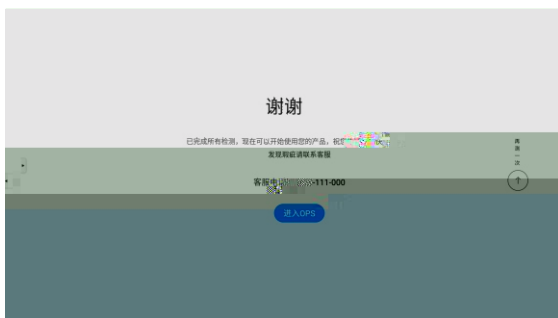 谢谢
已完成所有检测，现在可以开始使用您的产品，祝您
发现瑕疵请联系客服
客服电 -111-000
进入OPS
再测一次